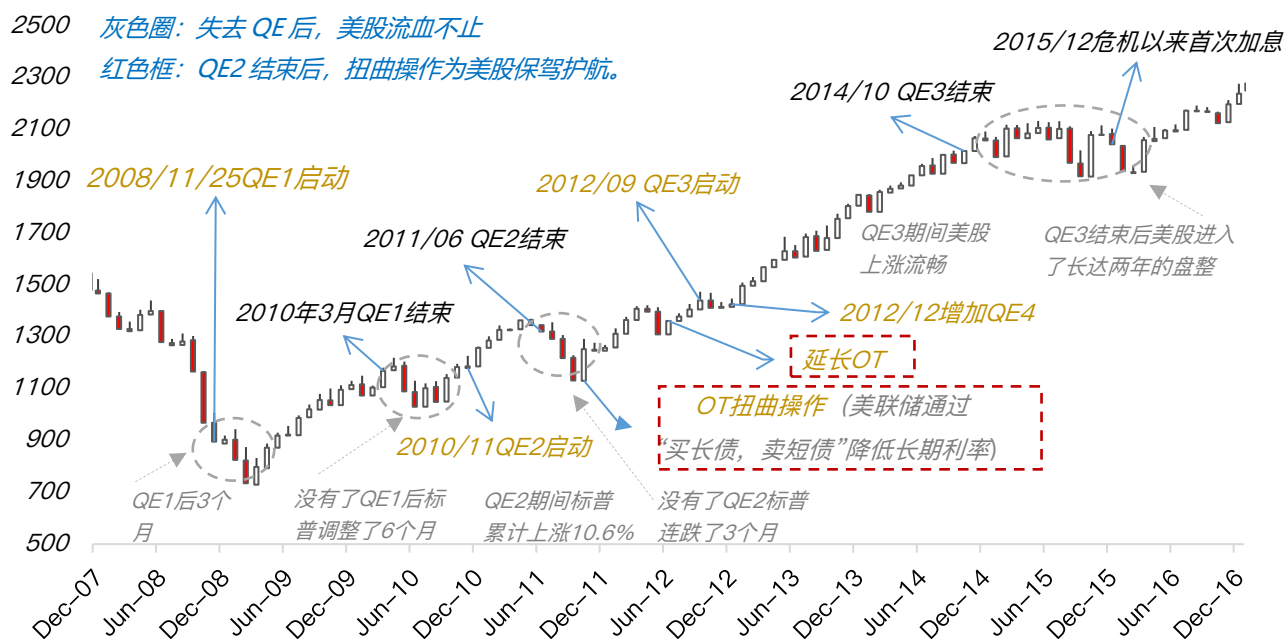 灰色圈：失去 QE 后，美股流血不止
红色框：QE2 结束后，扭曲操作为美股保驾护航。
2500
2300
2100
1900
1700
1500
1300
1100
900
700
500
2015/12危机以来首次加息
2014/10 QE3结束
2008/11/25QE1启动
2012/09 QE3启动
2011/06 QE2结束
QE3期间美股
上涨流畅
QE3结束后美股进入
了长达两年的盘整
2010年3月QE1结束
2012/12增加QE4
延长OT
OT扭曲操作（美联储通过
“买长债，卖短债”降低长期利率)
2010/11QE2启动
QE1后3个
月
没有了QE1后标
普调整了6个月
QE2期间标普
累计上涨10.6%
没有了QE2标普
连跌了3个月
Dec-07
Jun-08
Dec-08
Jun-09
Dec-09
Jun-10
Dec-10
Jun-11
Dec-11
Jun-12
Dec-12
Jun-13
Dec-13
Jun-14
Dec-14
Jun-15
Dec-15
Jun-16
Dec-16